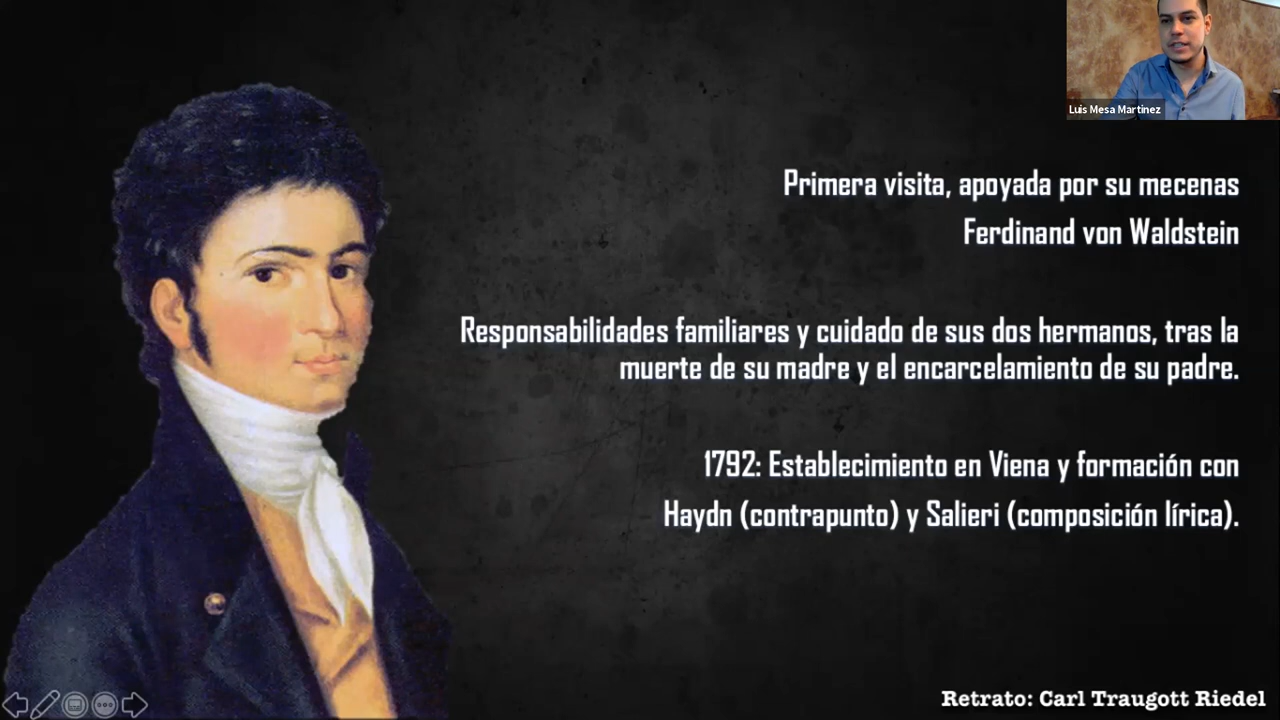 Luis Mesa Martinez
Primera visita, apoyada por su mecenas
Ferdinand von Waldstein
Responsabilidades familiares y cuidado de sus dos hermanos, tras la
muerte de su madre y el encarcelamiento de su padre.
1792: Establecimiento en Viena y formación con
Haydn (contrapunto) y Salieri (composición lírica).
Retrato: Carl Traugott Riedel